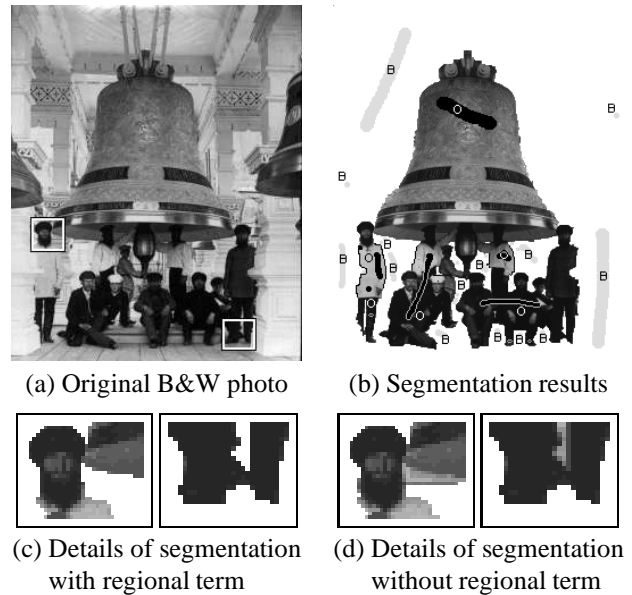 B
O B
B
B B
B O O B B
B B B
B
O
O O
B B B B
(a) Original B&W photo
(b) Segmentation results
(c) Details of segmentation
with regional term
(d) Details of segmentation
without regional term